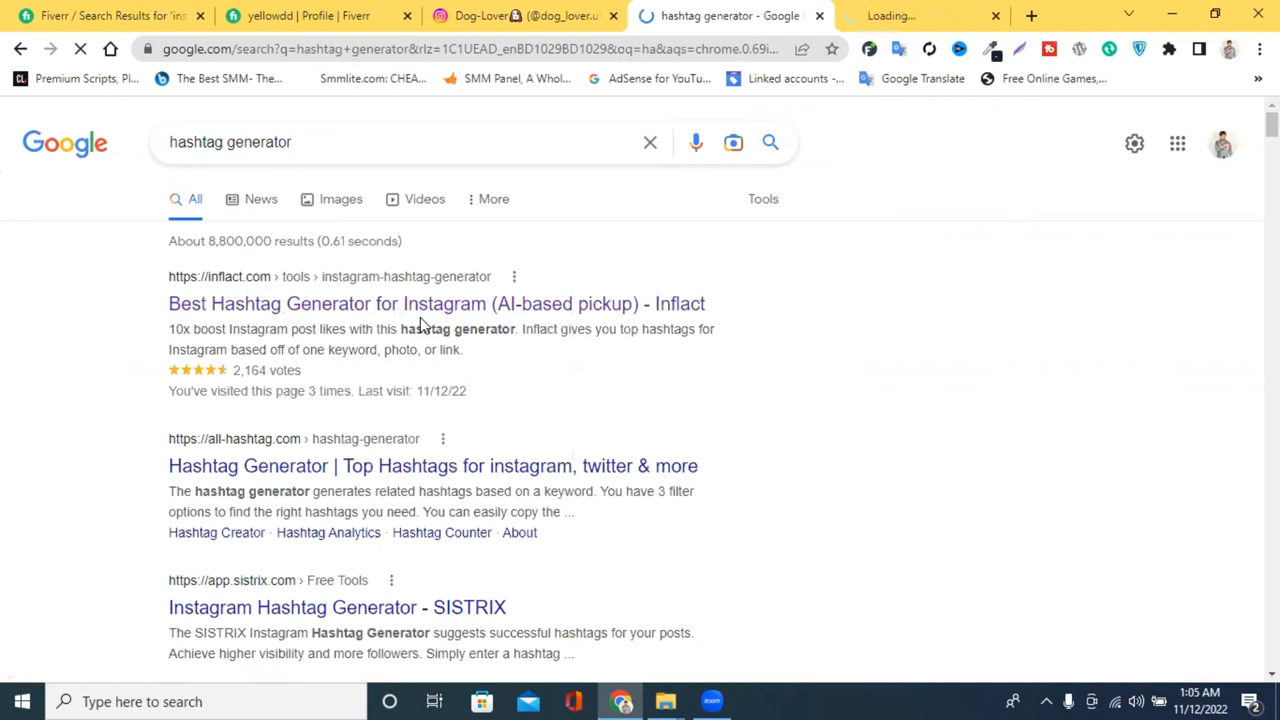 Fiverr / Search Results for 'ins
yellowdd | Profile | Fiverr
Dog-Lover (@dog_lover.u
hashtag generator - Google
Loading...
google.com/search?q=hashtag+generator&rlz=1C1UEAD_enBD1029BD1029&oq=ha&aqs=chrome.0.69i...
Premium Scripts, Pl...
The Best SMM- The...
Smmlite.com: CHEA...
SMM Panel, A Whol...
AdSense for YouTu...
Linked accounts -...
Google Translate
Free Online Games,...
Google
hashtag generator
All
News
Images
Videos
More
Tools
About 8,800,000 results (0.61 seconds)
https://inflact.com › tools › instagram-hashtag-generator
Best Hashtag Generator for Instagram (AI-based pickup) - Inflact
10x boost Instagram post likes with this hashtag generator. Inflact gives you top hashtags for
Instagram based off of one keyword, photo, or link.
2,164 votes
You've visited this page 3 times. Last visit: 11/12/22
https://all-hashtag.com › hashtag-generator
Hashtag Generator | Top Hashtags for instagram, twitter & more
The hashtag generator generates related hashtags based on a keyword. You have 3 filter
options to find the right hashtags you need. You can easily copy the ...
Hashtag Creator · Hashtag Analytics · Hashtag Counter · About
https://app.sistrix.com › Free Tools
Instagram Hashtag Generator - SISTRIX
The SISTRIX Instagram Hashtag Generator suggests successful hashtags for your posts.
Achieve higher visibility and more followers. Simply enter a hashtag ...
Type here to search
zoom
1:05 AM
11/12/2022
2